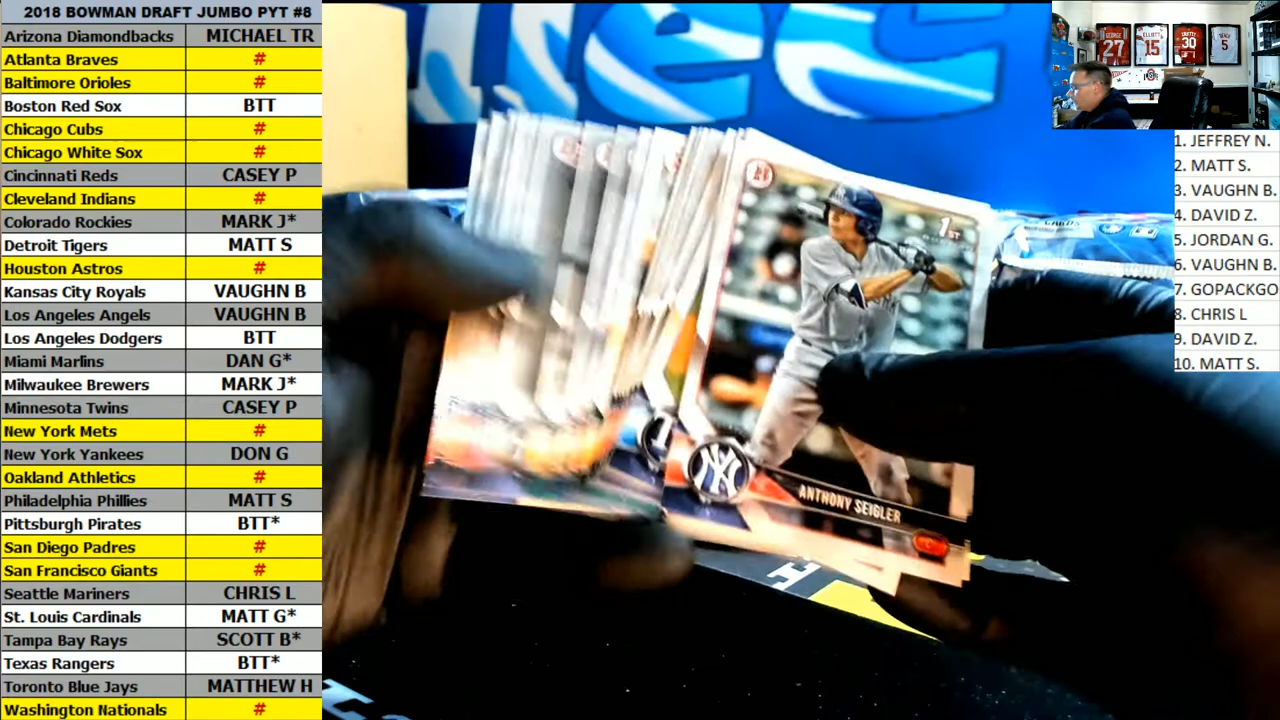 2018 BOWMAN DRAFT JUMBO PYT #8
Arizona Diamondbacks MICHAEL TR
Atlanta Braves #
Baltimore Orioles #
Boston Red Sox BTT
Chicago Cubs #
Chicago White Sox #
Cincinnati Reds CASEY P
Cleveland Indians #
Colorado Rockies MARK J*
Detroit Tigers MATT S
Houston Astros #
Kansas City Royals VAUGHN B
Los Angeles Angels VAUGHN B
Los Angeles Dodgers BTT
Miami Marlins DAN G*
Milwaukee Brewers MARK J*
Minnesota Twins CASEY P
New York Mets #
New York Yankees DON G
Oakland Athletics #
Philadelphia Phillies MATT S
Pittsburgh Pirates BTT*
San Diego Padres #
San Francisco Giants #
Seattle Mariners CHRIS L
St. Louis Cardinals MATT G*
Tampa Bay Rays SCOTT B*
Texas Rangers BTT*
Toronto Blue Jays MATTHEW H
Washington Nationals #
1ST
NY
ANTHONY SEIGLER
GEORGE
27
ELLIOTT
15
30
5
1. JEFFREY N.
2. MATT S.
3. VAUGHN B.
4. DAVID Z.
5. JORDAN G.
6. VAUGHN B.
7. GOPACKGO
8. CHRIS L
9. DAVID Z.
10. MATT S.